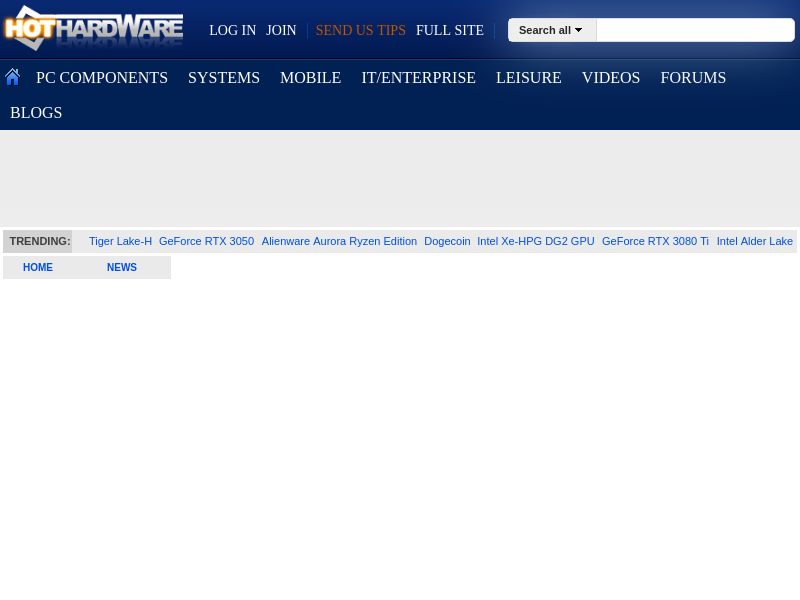 HOTHARDWARE LOG IN JOIN SEND US TIPS FULL SITE Search all
PC COMPONENTS SYSTEMS MOBILE IT/ENTERPRISE LEISURE VIDEOS FORUMS
BLOGS
TRENDING: Tiger Lake-H GeForce RTX 3050 Alienware Aurora Ryzen Edition Dogecoin Intel Xe-HPG DG2 GPU GeForce RTX 3080 Ti Intel Alder Lake
HOME NEWS